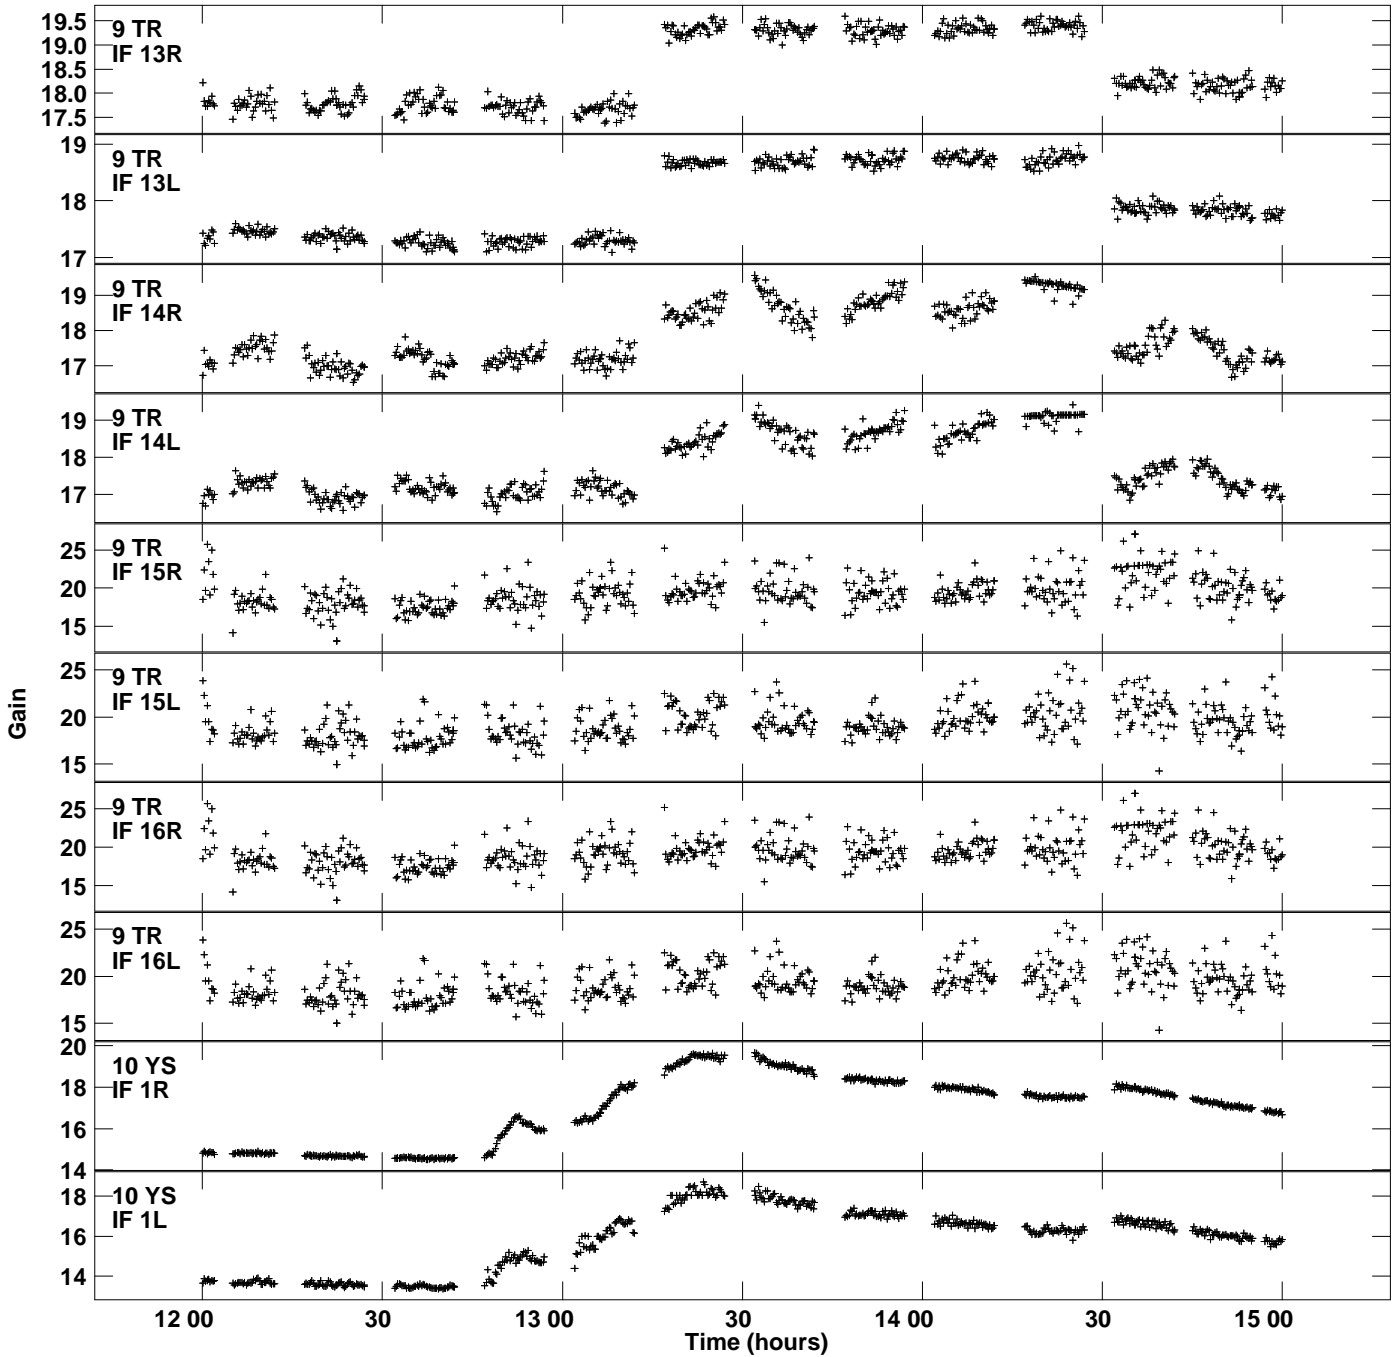 19.5
19.0
18.5
18.0
17.5
9 TR
IF 13R
19
18
17
9 TR
IF 13L
19
18
17
9 TR
IF 14R
19
18
17
9 TR
IF 14L
25
20
15
9 TR
IF 15R
25
20
15
9 TR
IF 15L
25
20
15
9 TR
IF 16R
25
20
15
9 TR
IF 16L
20
18
16
14
10 YS
IF 1R
18
16
14
10 YS
IF 1L
Gain
12 00 30 13 00 30 14 00 30 15 00
Time (hours)